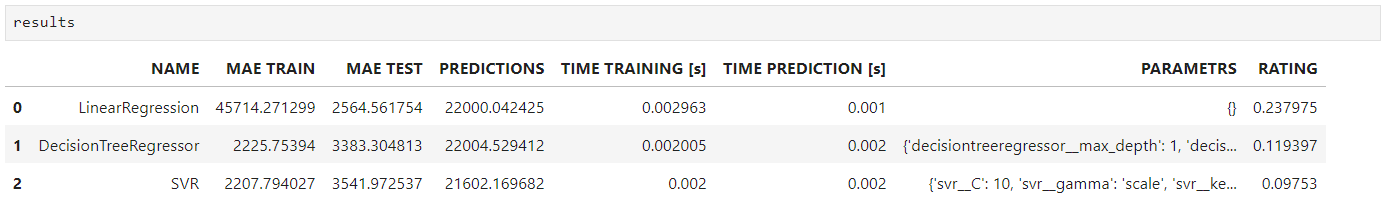 results
NAME MAE TRAIN MAE TEST PREDICTIONS TIME TRAINING [s] TIME PREDICTION [s] PARAMETRS RATING
0 LinearRegression 45714.271299 2564.561754 22000.042425 0.002963 0.001 {} 0.237975
1 DecisionTreeRegressor 2225.75394 3383.304813 22004.529412 0.002005 0.002 {'decisiontreeregressor__max_depth': 1, 'decis... 0.119397
2 SVR 2207.794027 3541.972537 21602.169682 0.002 0.002 {'svr__C': 10, 'svr__gamma': 'scale', 'svr__ke... 0.09753